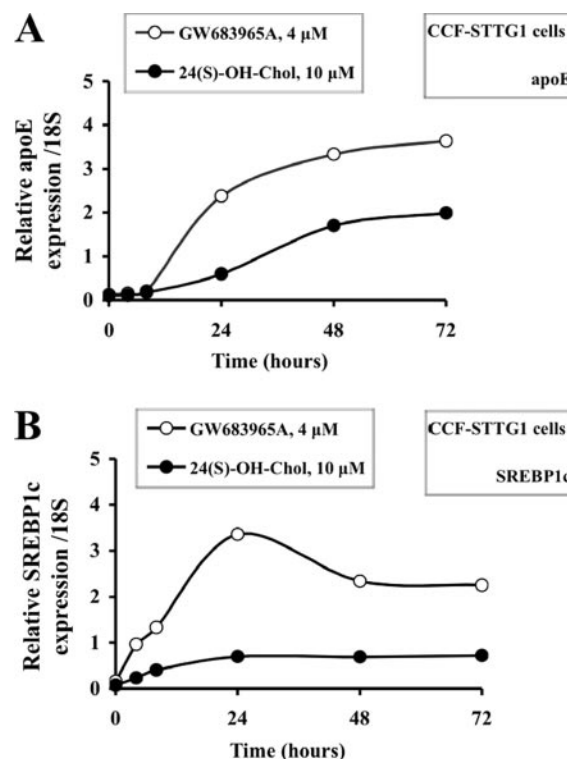 A
GW683965A, 4 µM
24(S)-OH-Chol, 10 µM
CCF-STTG1 cells
apoE
Relative apoE
expression /18S
5
4
3
2
1
0
0 24 48 72
Time (hours)
B
GW683965A, 4 µM
24(S)-OH-Chol, 10 µM
CCF-STTG1 cells
SREBP1c
Relative SREBP1c
expression /18S
5
4
3
2
1
0
0 24 48 72
Time (hours)